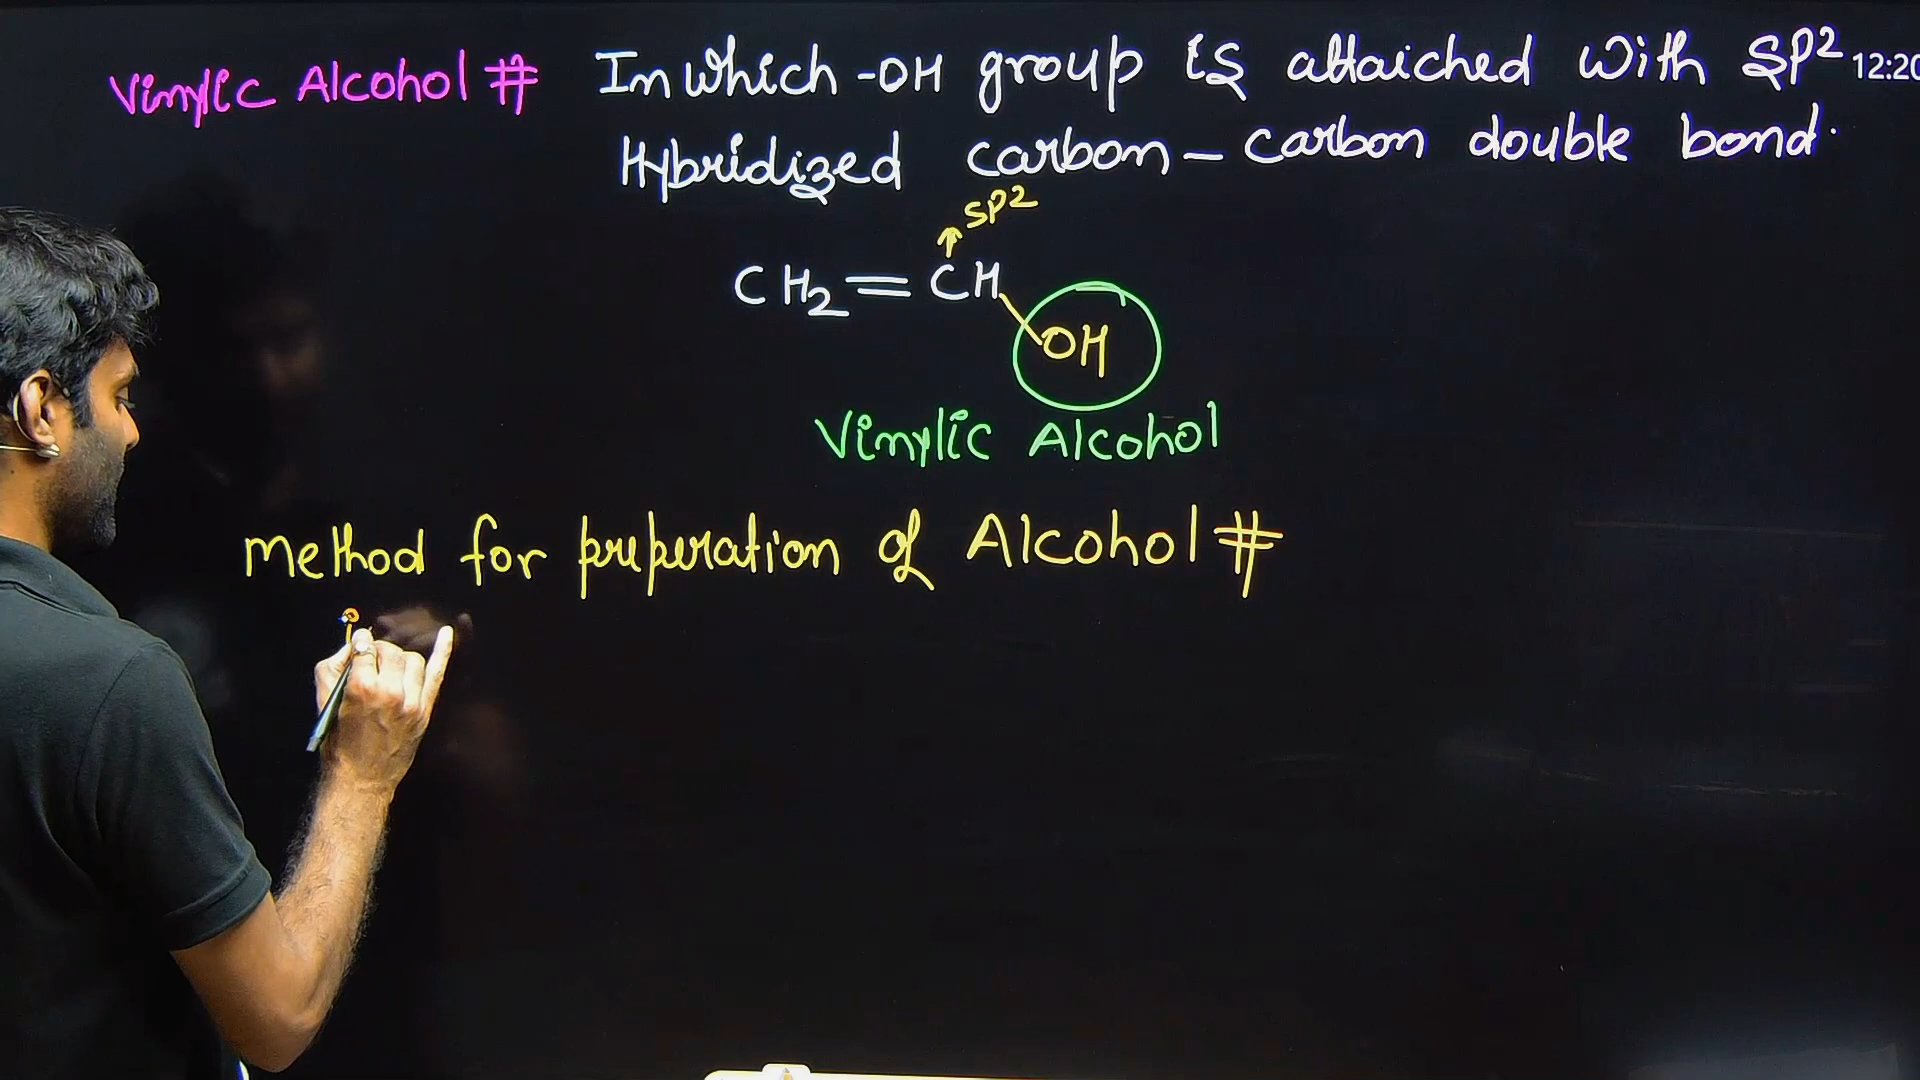 Vinylic Alcohol # In which -OH group is attaiched with SP2 12:20
Hybridized carbon - carbon double bond.
SP2
CH2 = CH
OH
Vinylic Alcohol
Method for preperation of Alcohol #